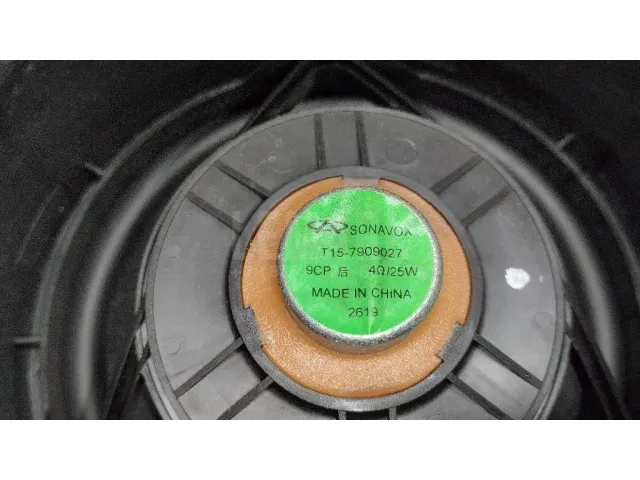 SONAVOX
T15-7909027
9CP 后 4Ω/25W
MADE IN CHINA
2619